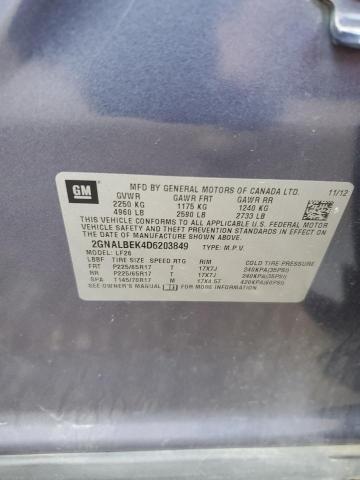 GM
MFD BY GENERAL MOTORS OF CANADA LTD. 11/12
GVWR GAWR FRT GAWR RR
2250 KG 1175 KG 1240 KG
4960 LB 2590 LB 2733 LB
THIS VEHICLE CONFORMS TO ALL APPLICABLE U.S. FEDERAL MOTOR
VEHICLE SAFETY, BUMPER, AND THEFT PREVENTION STANDARDS IN EFFECT ON
THE DATE OF MANUFACTURE SHOWN ABOVE.
2GNALBEK4D6203849 TYPE: M.P.V.
MODEL: LF26
LBBF TIRE SIZE SPEED RTG RIM COLD TIRE PRESSURE
FRT P225/65R17 T 17X7J 240KPA(35PSI)
RR P225/65R17 T 17X7J 240KPA(35PSI)
SPA T145/70R17 M 17X4.5T 420KPA(60PSI)
SEE OWNER'S MANUAL FOR MORE INFORMATION.